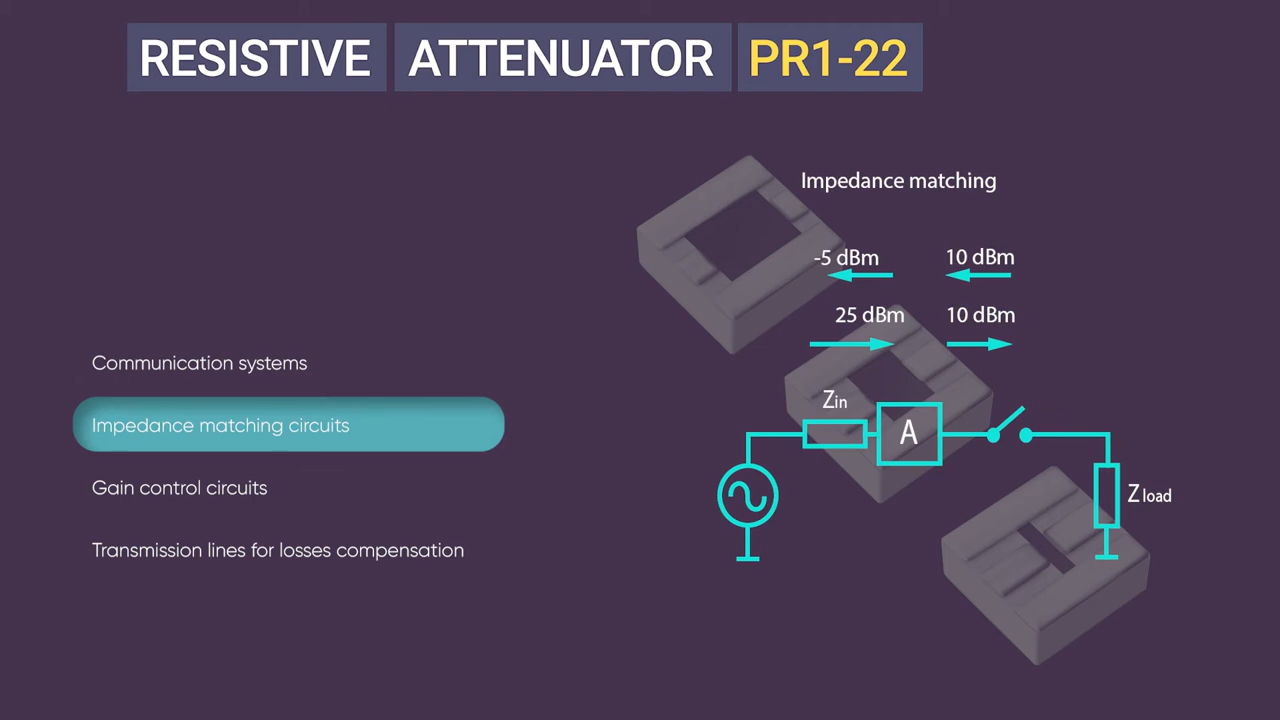 RESISTIVE ATTENUATOR PR1-22
Impedance matching
-5 dBm 10 dBm
25 dBm 10 dBm
Communication systems
Impedance matching circuits
Gain control circuits
Transmission lines for losses compensation
Zin
A
Z load